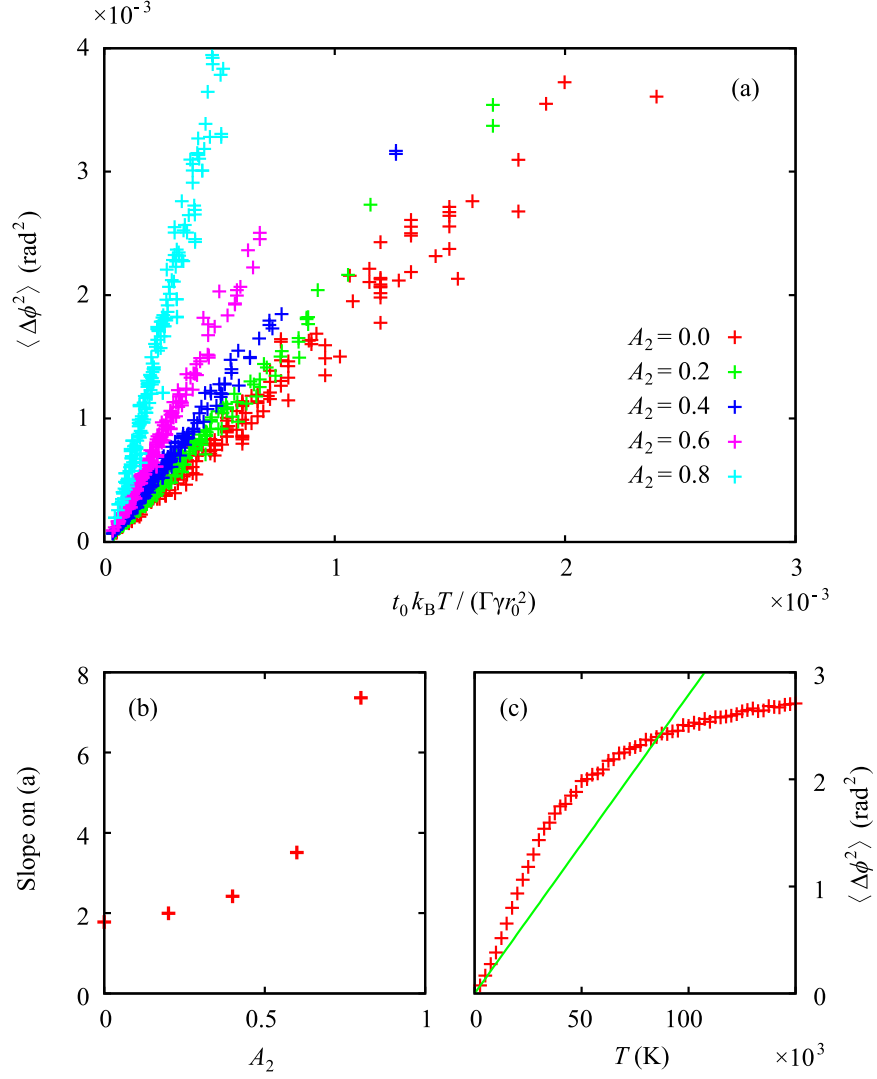 ×10⁻³
4
3
2
1
0
⟨Δϕ²⟩ (rad²)
(a)
A₂ = 0.0
A₂ = 0.2
A₂ = 0.4
A₂ = 0.6
A₂ = 0.8
0
1
2
3
t₀ k_B T / (Γγr₀²)
×10⁻³
8
6
4
2
0
Slope on (a)
(b)
0
0.5
1
A₂
(c)
3
2
1
0
⟨Δϕ²⟩ (rad²)
0
50
100
×10³
T (K)